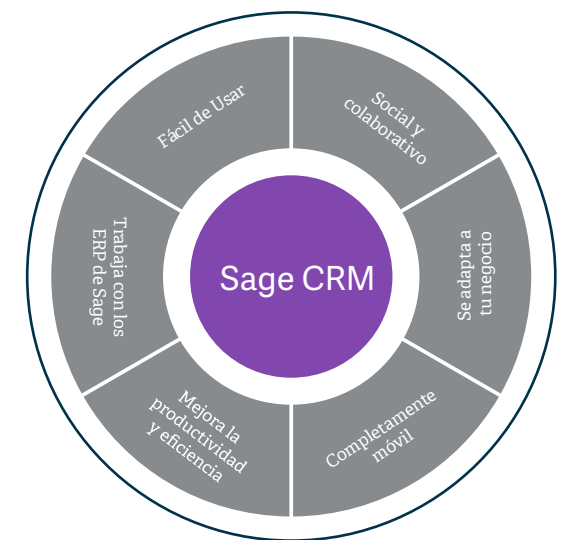 Fácil de Usar
Social y
colaborativo
Se adapta a
tu negocio
Completamente
móvil
Mejora la
productividad
y eficiencia
Trabaja con los
ERP de Sage
Sage CRM